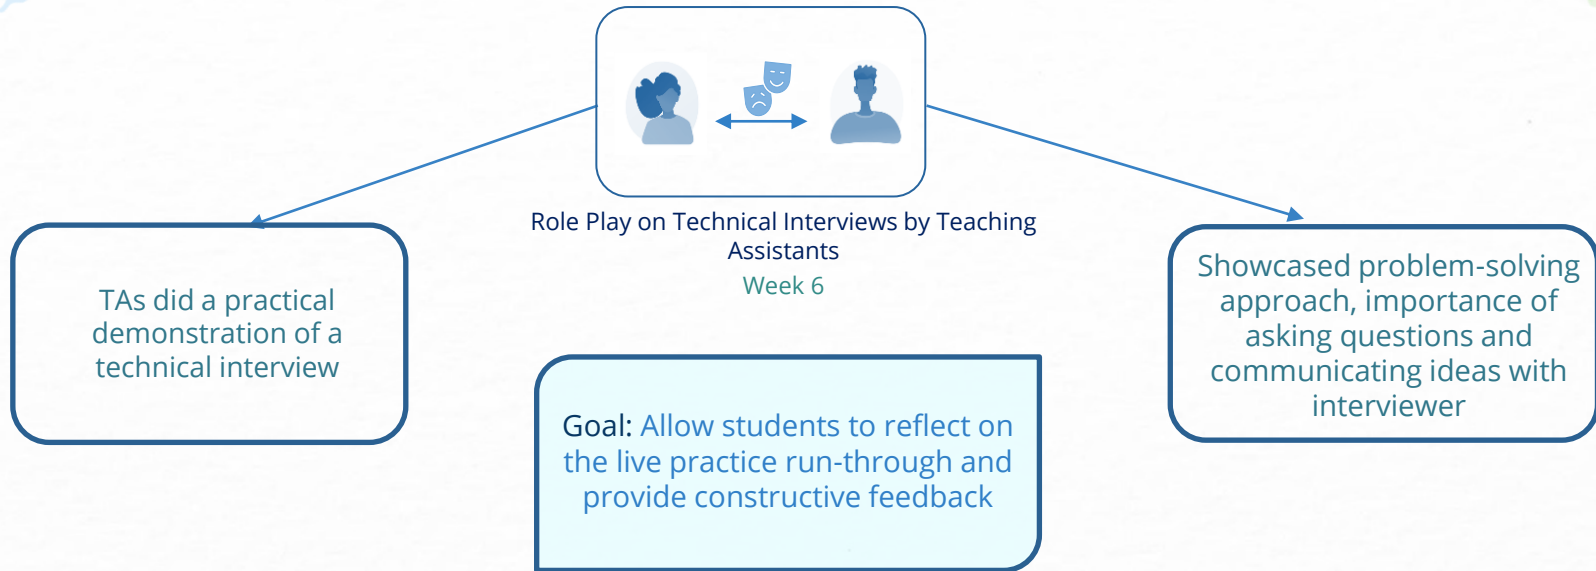 Role Play on Technical Interviews by Teaching
Assistants
Week 6
TAs did a practical
demonstration of a
technical interview
Showcased problem-solving
approach, importance of
asking questions and
communicating ideas with
interviewer
Goal: Allow students to reflect on
the live practice run-through and
provide constructive feedback